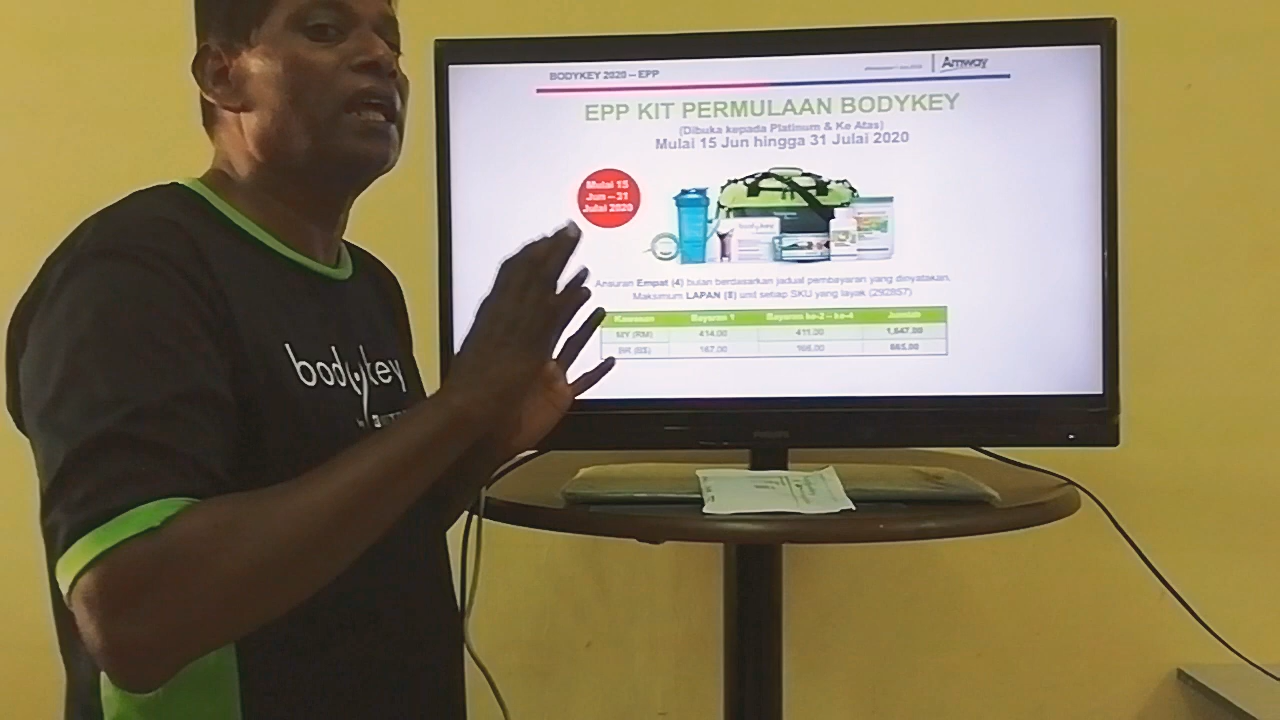 BODYKEY 2020 – EPP
Amway
EPP KIT PERMULAAN BODYKEY
(Dibuka kepada Platinum & Ke Atas)
Mulai 15 Jun hingga 31 Julai 2020
Mulai 15
Jun – 31
Julai 2020
bodykey
Ansuran Empat (4) bulan berdasarkan jadual pembayaran yang dinyatakan.
Maksimum LAPAN (8) unit setiap SKU yang layak (292857)
Kawasan Bayaran 1 Bayaran ke-2 – ke-4 Jumlah
MY (RM) 414.00 411.00 1,647.00
BR (B$) 167.00 166.00 665.00
bodykey
PHILIPS